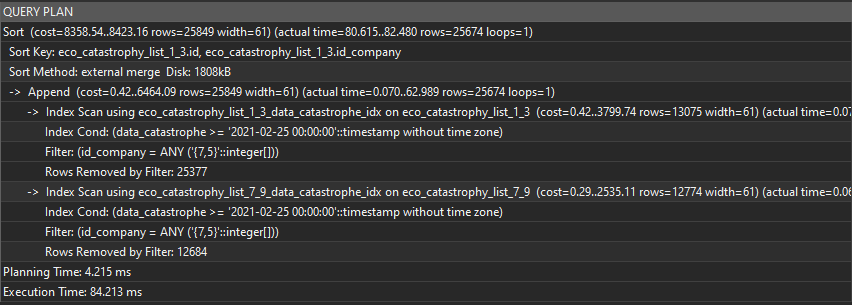 QUERY PLAN
Sort  (cost=8358.54..8423.16 rows=25849 width=61) (actual time=80.615..82.480 rows=25674 loops=1)
Sort Key: eco_catastrophy_list_1_3.id, eco_catastrophy_list_1_3.id_company
Sort Method: external merge  Disk: 1808kB
->  Append  (cost=0.42..6464.09 rows=25849 width=61) (actual time=0.070..62.989 rows=25674 loops=1)
->  Index Scan using eco_catastrophy_list_1_3_data_catastrophe_idx on eco_catastrophy_list_1_3  (cost=0.42..3799.74 rows=13075 width=61) (actual time=0.07
Index Cond: (data_catastrophe >= '2021-02-25 00:00:00'::timestamp without time zone)
Filter: (id_company = ANY ('{7,5}'::integer[]))
Rows Removed by Filter: 25377
->  Index Scan using eco_catastrophy_list_7_9_data_catastrophe_idx on eco_catastrophy_list_7_9  (cost=0.29..2535.11 rows=12774 width=61) (actual time=0.06
Index Cond: (data_catastrophe >= '2021-02-25 00:00:00'::timestamp without time zone)
Filter: (id_company = ANY ('{7,5}'::integer[]))
Rows Removed by Filter: 12684
Planning Time: 4.215 ms
Execution Time: 84.213 ms